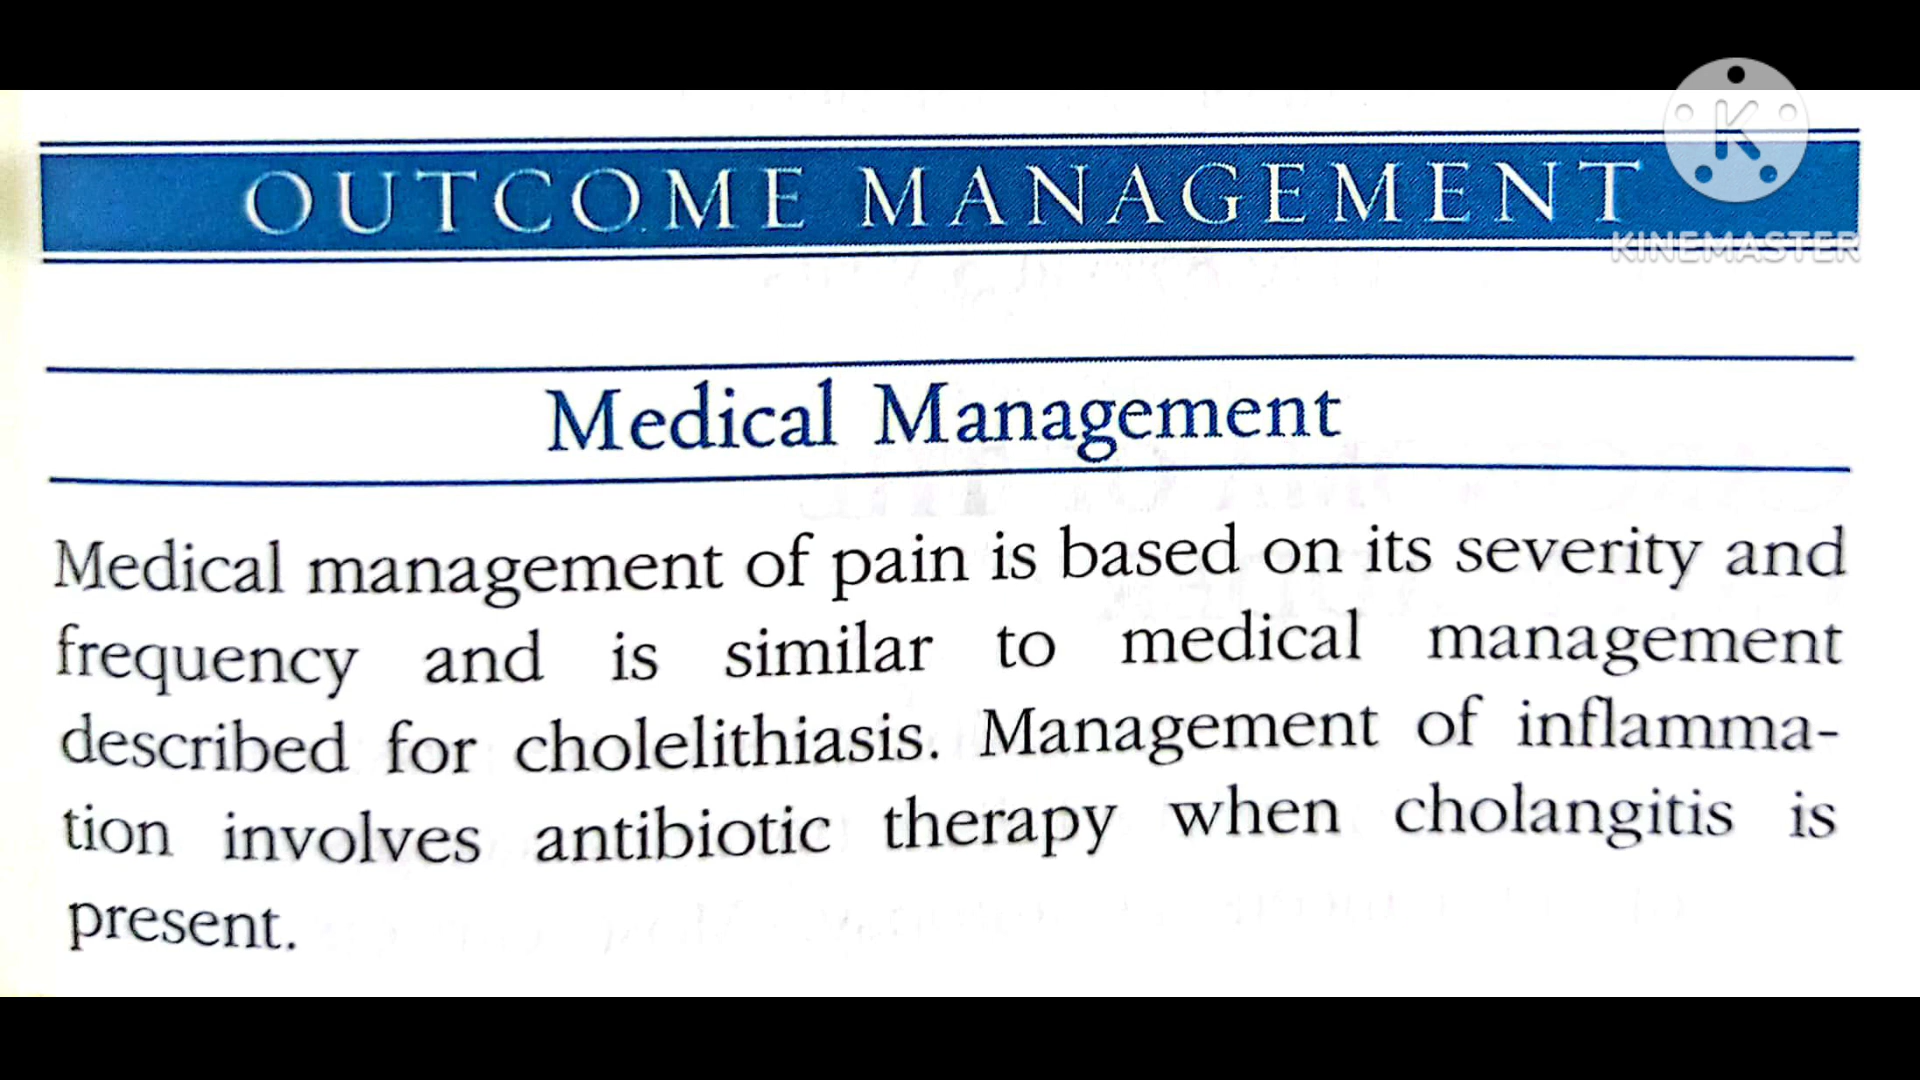 K
KINEMASTER
OUTCOME MANAGEMENT
Medical Management
Medical management of pain is based on its severity and
frequency and is similar to medical management
described for cholelithiasis. Management of inflamma-
tion involves antibiotic therapy when cholangitis is
present.